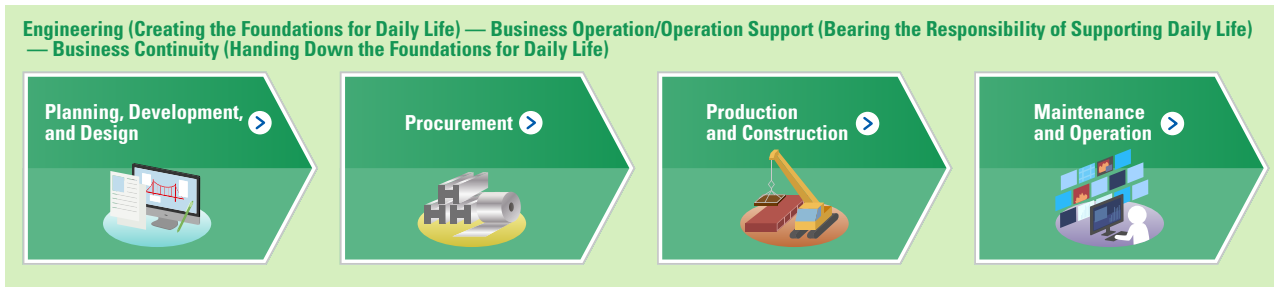 Engineering (Creating the Foundations for Daily Life) — Business Operation/Operation Support (Bearing the Responsibility of Supporting Daily Life)
— Business Continuity (Handing Down the Foundations for Daily Life)
Planning, Development,
and Design
Procurement
Production
and Construction
Maintenance
and Operation